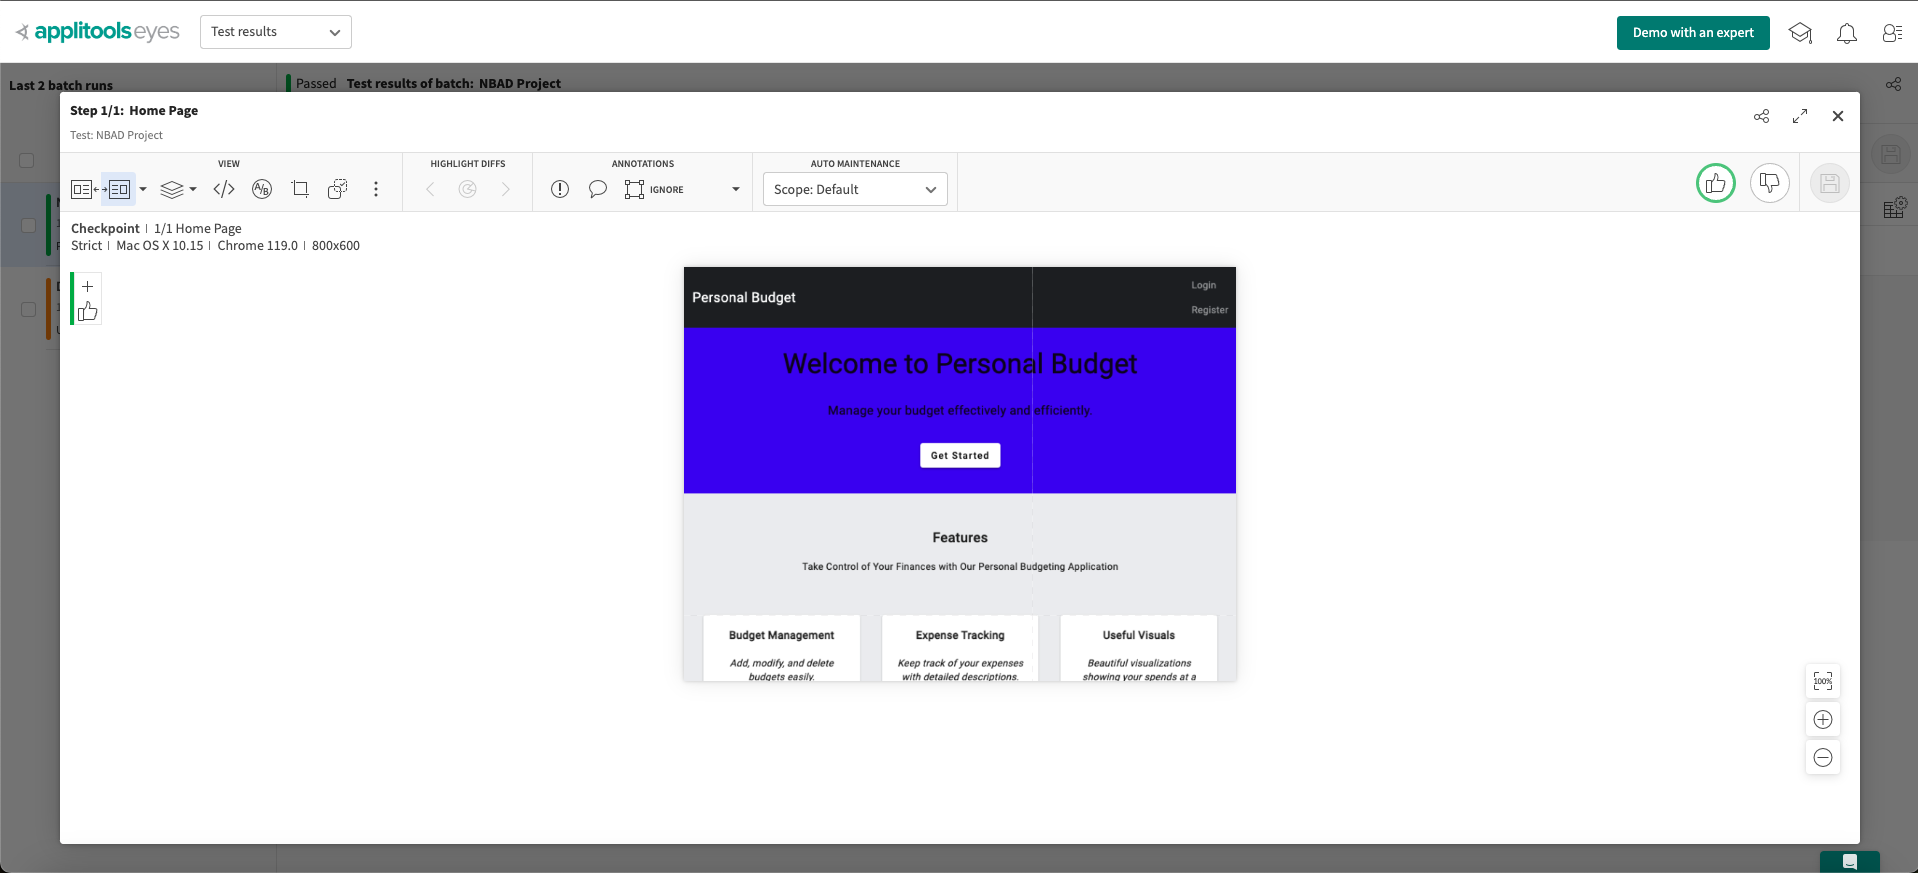 applitools eyes
Test results
Demo with an expert
Last 2 batch runs
Passed Test results of batch: NBAD Project
Step 1/1: Home Page
Test: NBAD Project
VIEW
HIGHLIGHT DIFFS
ANNOTATIONS
AUTO MAINTENANCE
A/B
IGNORE
Scope: Default
Checkpoint | 1/1 Home Page
Strict | Mac OS X 10.15 | Chrome 119.0 | 800x600
Personal Budget
Login
Register
Welcome to Personal Budget
Manage your budget effectively and efficiently.
Get Started
Features
Take Control of Your Finances with Our Personal Budgeting Application
Budget Management
Add, modify, and delete
budgets easily.
Expense Tracking
Keep track of your expenses
with detailed descriptions.
Useful Visuals
Beautiful visualizations
showing your spends at a
100%